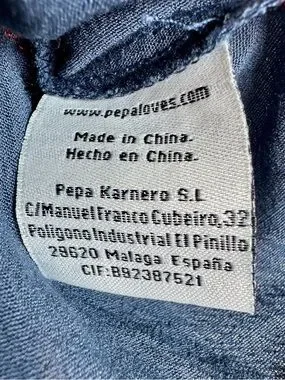 www.pepaloves.com
Made in China.
Hecho en China.
Pepa Karnero S.L
C/Manuel Franco Cubeiro,32
Poligono Industrial El Pinillo
29620 Malaga España
CIF:B92387521